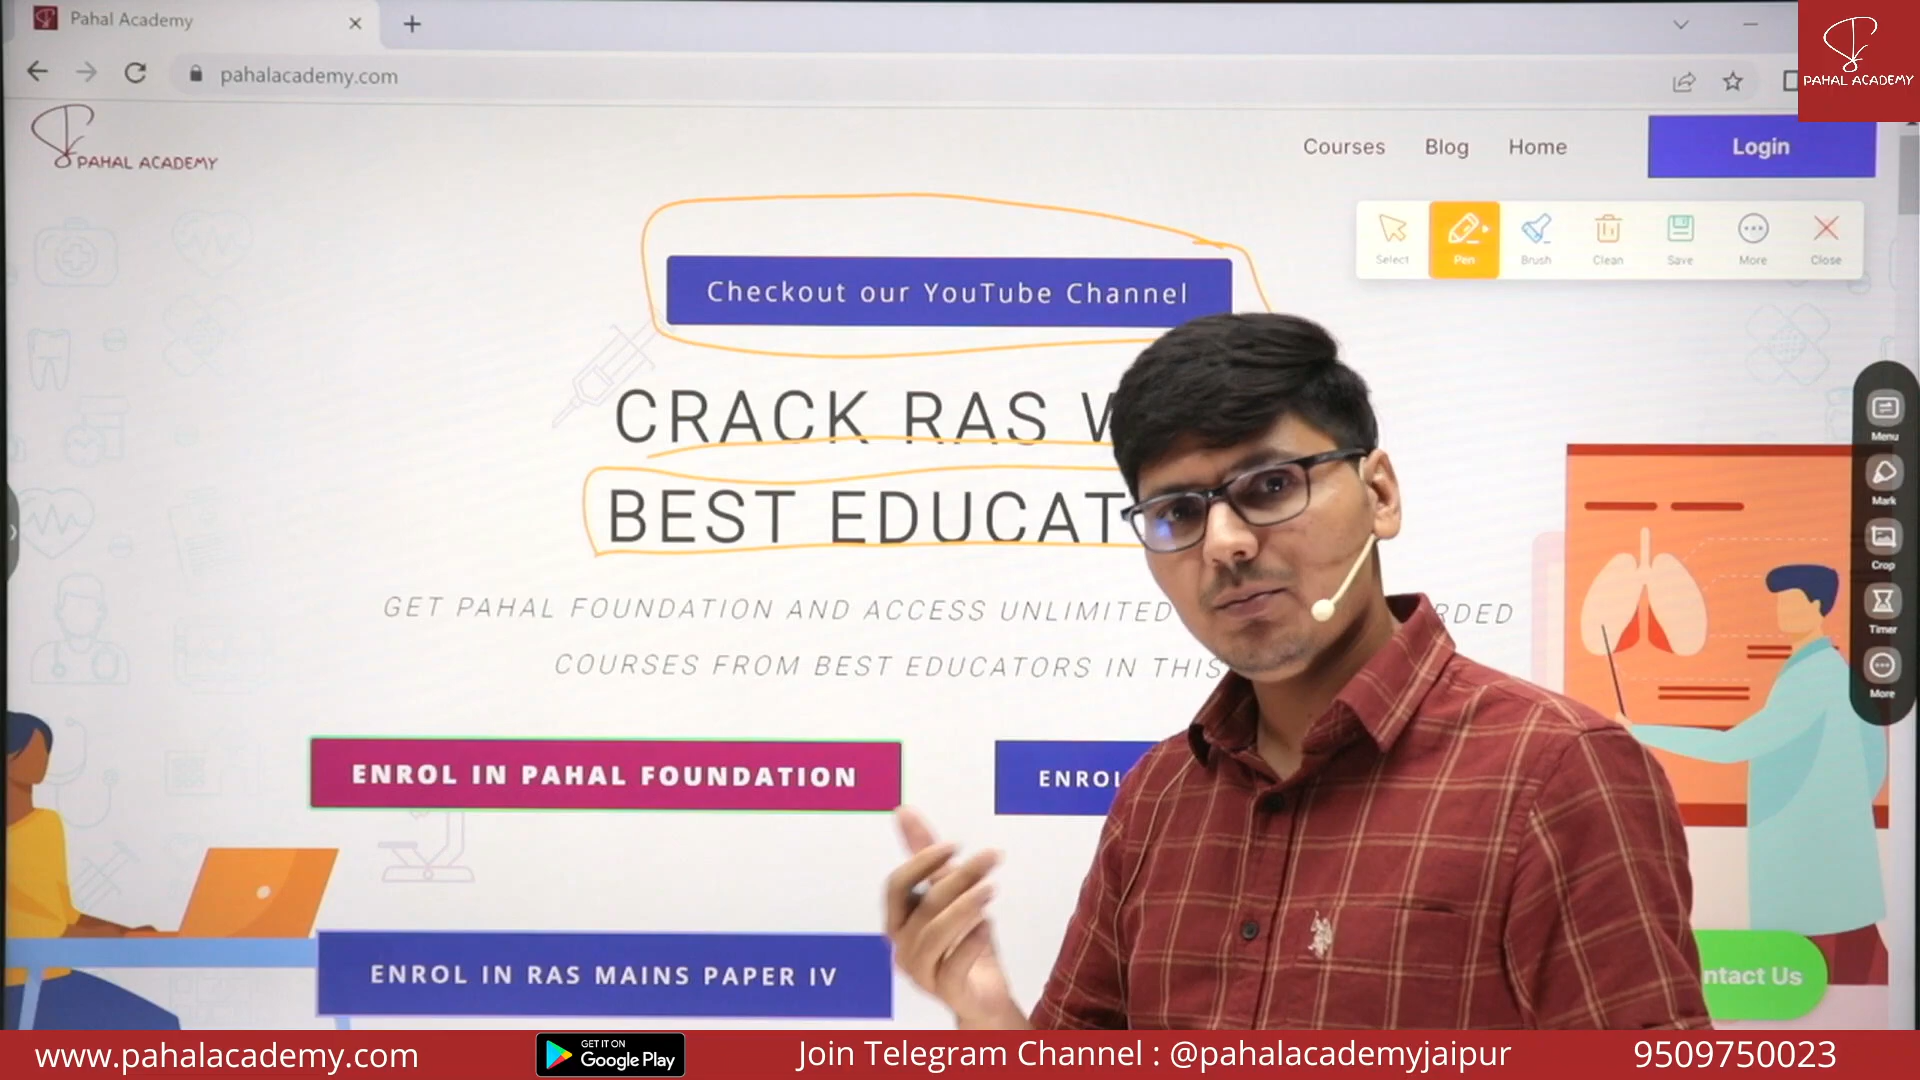 Pahal Academy
pahalacademy.com
PAHAL ACADEMY
PAHAL ACADEMY
Courses Blog Home Login
Select Pen Brush Clean Save More Close
Checkout our YouTube Channel
CRACK RAS
BEST EDUCAT
GET PAHAL FOUNDATION AND ACCESS UNLIMITED RDED
COURSES FROM BEST EDUCATORS IN THIS
Menu
Mark
Crop
Timer
More
ENROL IN PAHAL FOUNDATION
ENROL
ENROL IN RAS MAINS PAPER IV
ntact Us
www.pahalacademy.com
GET IT ON
Google Play
Join Telegram Channel : @pahalacademyjaipur
9509750023